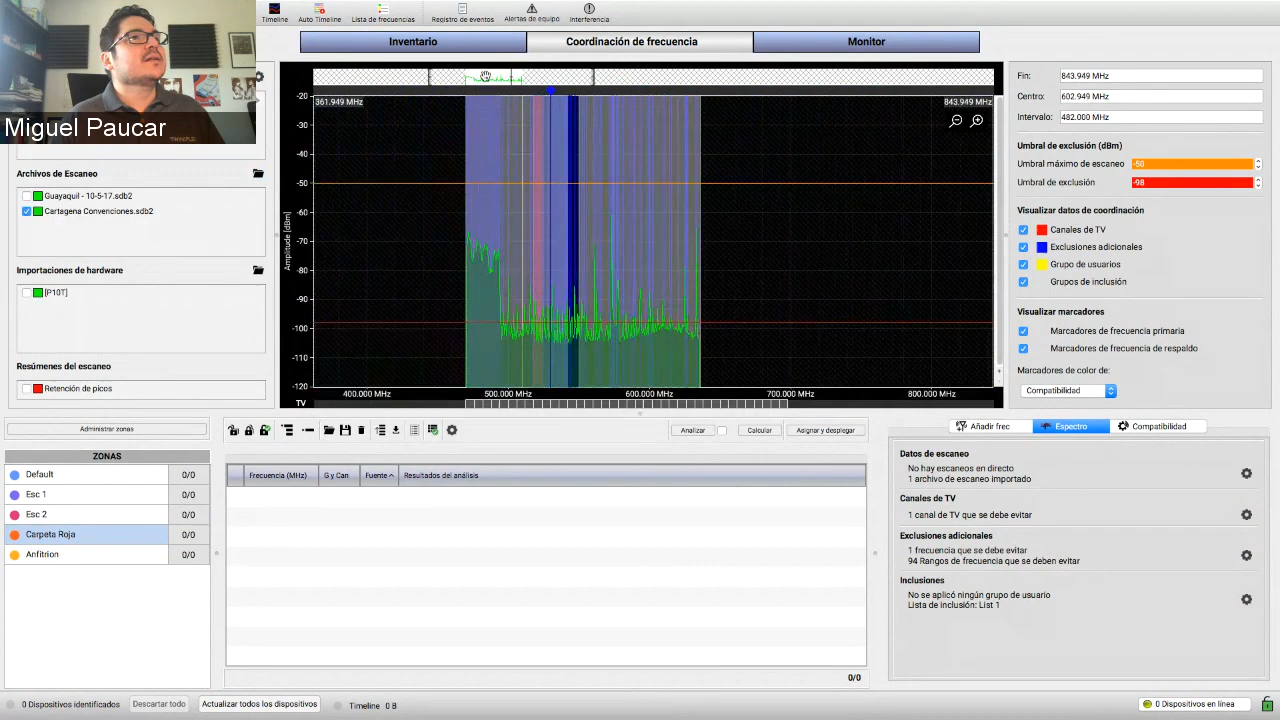 Timeline
Auto Timeline
Lista de frecuencias
Registro de eventos
Alertas de equipo
Interferencia
Inventario
Coordinación de frecuencia
Monitor
Miguel Paucar
Archivos de Escaneo
Guayaquil - 10-5-17.sdb2
Cartagena Convenciones.sdb2
Importaciones de hardware
[P10T]
Resúmenes del escaneo
Retención de picos
361.949 MHz
843.949 MHz
Amplitude [dBm]
-20
-30
-40
-50
-60
-70
-80
-90
-100
-110
-120
400.000 MHz
500.000 MHz
600.000 MHz
700.000 MHz
800.000 MHz
TV
Fin:
843.949 MHz
Centro:
602.949 MHz
Intervalo:
482.000 MHz
Umbral de exclusión (dBm)
Umbral máximo de escaneo
-50
Umbral de exclusión
-98
Visualizar datos de coordinación
Canales de TV
Exclusiones adicionales
Grupo de usuarios
Grupos de inclusión
Visualizar marcadores
Marcadores de frecuencia primaria
Marcadores de frecuencia de respaldo
Marcadores de color de:
Compatibilidad
Administrar zonas
ZONAS
Default 0/0
Esc 1 0/0
Esc 2 0/0
Carpeta Roja 0/0
Anfitrion 0/0
Analizar
Calcular
Asignar y desplegar
Frecuencia (MHz)
G y Can
Fuente
Resultados del análisis
0/0
Añadir frec
Espectro
Compatibilidad
Datos de escaneo
No hay escaneos en directo
1 archivo de escaneo importado
Canales de TV
1 canal de TV que se debe evitar
Exclusiones adicionales
1 frecuencia que se debe evitar
94 Rangos de frecuencia que se deben evitar
Inclusiones
No se aplicó ningún grupo de usuario
Lista de inclusión: List 1
0 Dispositivos identificados
Descartar todo
Actualizar todos los dispositivos
Timeline 0 B
0 Dispositivos en línea